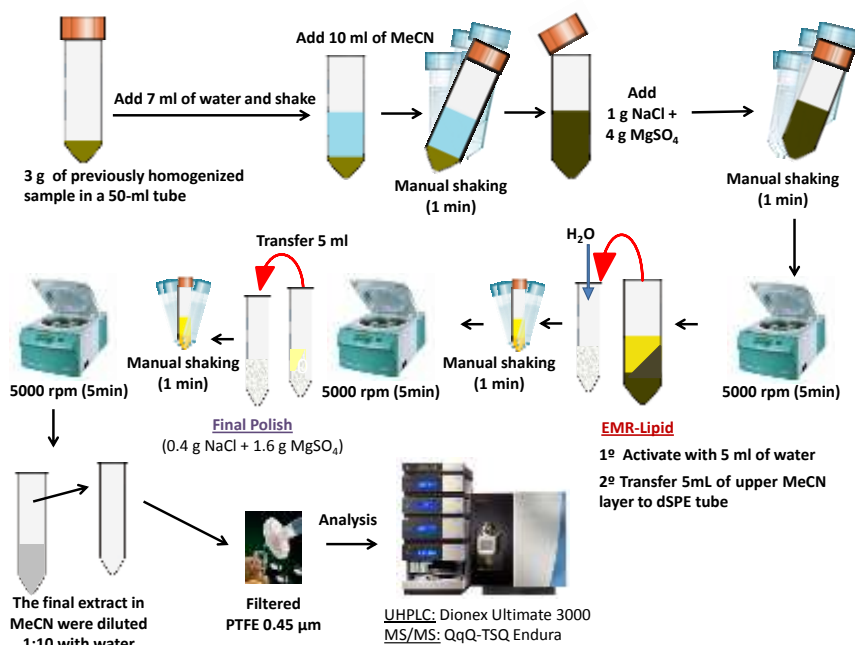 Add 7 ml of water and shake
3 g of previously homogenized
sample in a 50-ml tube
Add 10 ml of MeCN
Manual shaking
(1 min)
Add
1 g NaCl +
4 g MgSO₄
Manual shaking
(1 min)
5000 rpm (5min)
H₂O
EMR-Lipid
1º Activate with 5 ml of water
2º Transfer 5mL of upper MeCN
layer to dSPE tube
Manual shaking
(1 min)
5000 rpm (5min)
Transfer 5 ml
Final Polish
(0.4 g NaCl + 1.6 g MgSO₄)
Manual shaking
(1 min)
5000 rpm (5min)
The final extract in
MeCN were diluted
1:10 with water
Filtered
PTFE 0.45 µm
Analysis
UHPLC: Dionex Ultimate 3000
MS/MS: QqQ-TSQ Endura